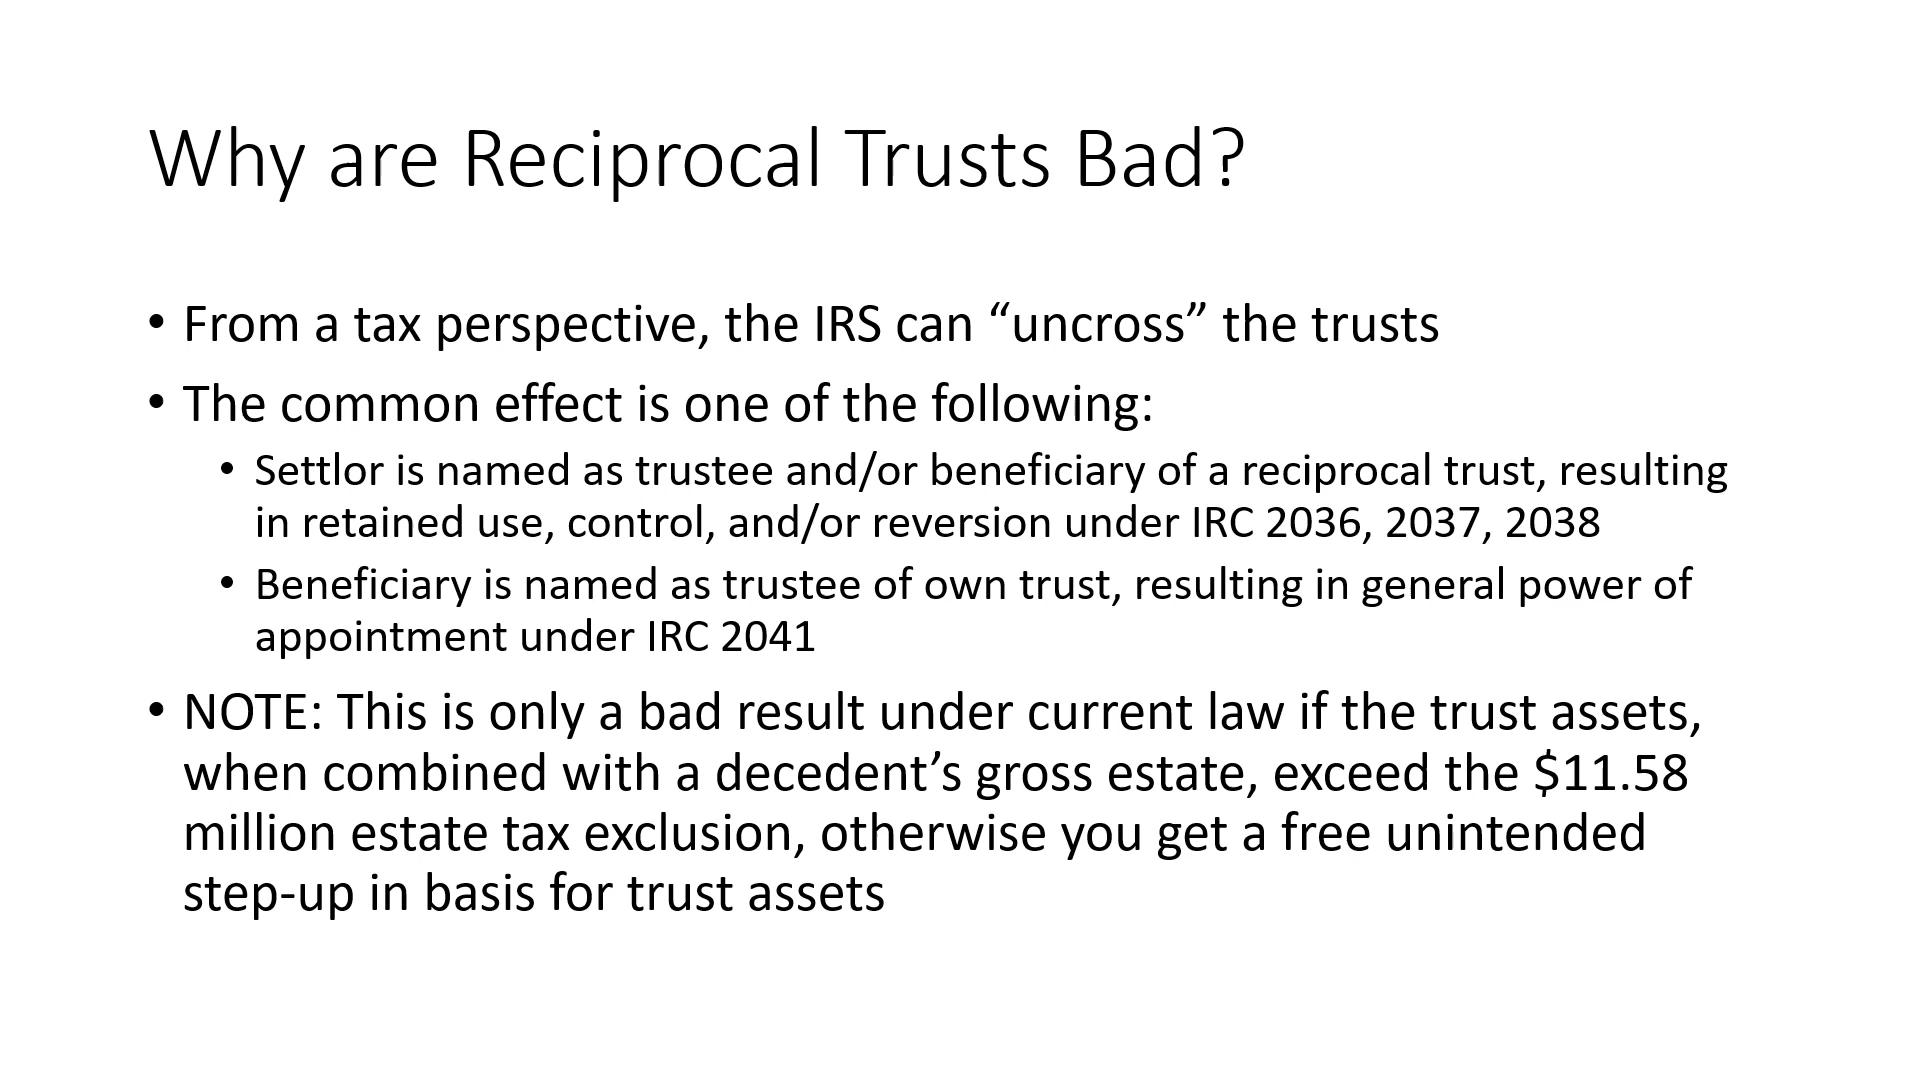 Why are Reciprocal Trusts Bad?
• From a tax perspective, the IRS can “uncross” the trusts
• The common effect is one of the following:
• Settlor is named as trustee and/or beneficiary of a reciprocal trust, resulting
in retained use, control, and/or reversion under IRC 2036, 2037, 2038
• Beneficiary is named as trustee of own trust, resulting in general power of
appointment under IRC 2041
• NOTE: This is only a bad result under current law if the trust assets,
when combined with a decedent’s gross estate, exceed the $11.58
million estate tax exclusion, otherwise you get a free unintended
step-up in basis for trust assets